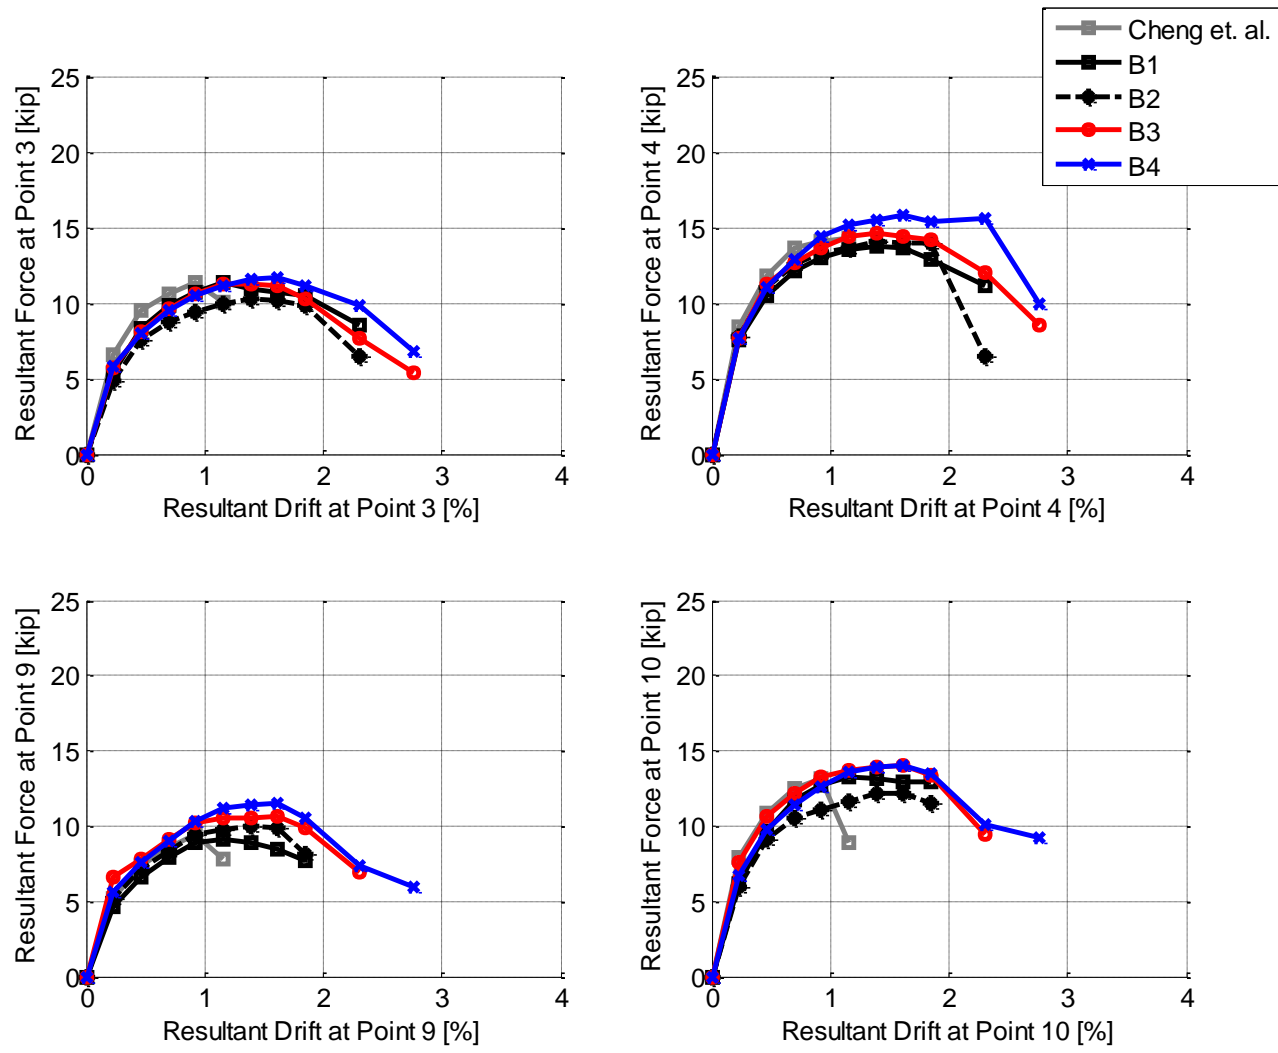 Cheng et. al.
B1
B2
B3
B4
Resultant Force at Point 3 [kip]
25
20
15
10
5
0
0 1 2 3 4
Resultant Drift at Point 3 [%]
Resultant Force at Point 4 [kip]
25
20
15
10
5
0
0 1 2 3 4
Resultant Drift at Point 4 [%]
Resultant Force at Point 9 [kip]
25
20
15
10
5
0
0 1 2 3 4
Resultant Drift at Point 9 [%]
Resultant Force at Point 10 [kip]
25
20
15
10
5
0
0 1 2 3 4
Resultant Drift at Point 10 [%]